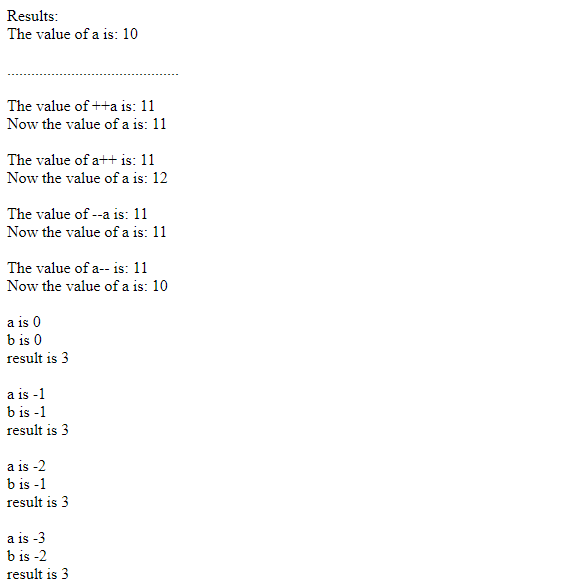 Results:
The value of a is: 10
...........................................
The value of ++a is: 11
Now the value of a is: 11
The value of a++ is: 11
Now the value of a is: 12
The value of --a is: 11
Now the value of a is: 11
The value of a-- is: 11
Now the value of a is: 10
a is 0
b is 0
result is 3
a is -1
b is -1
result is 3
a is -2
b is -1
result is 3
a is -3
b is -2
result is 3